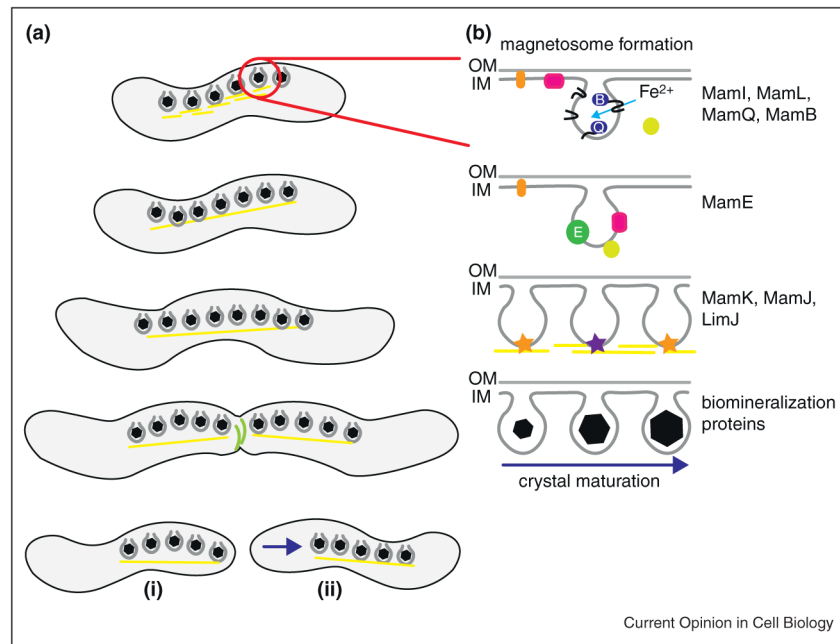 (a)
(b)
magnetosome formation
OM
IM
B
Fe²⁺
Q
MamI, MamL,
MamQ, MamB
OM
IM
E
MamE
OM
IM
MamK, MamJ,
LimJ
OM
IM
biomineralization
proteins
crystal maturation
(i)
(ii)
Current Opinion in Cell Biology